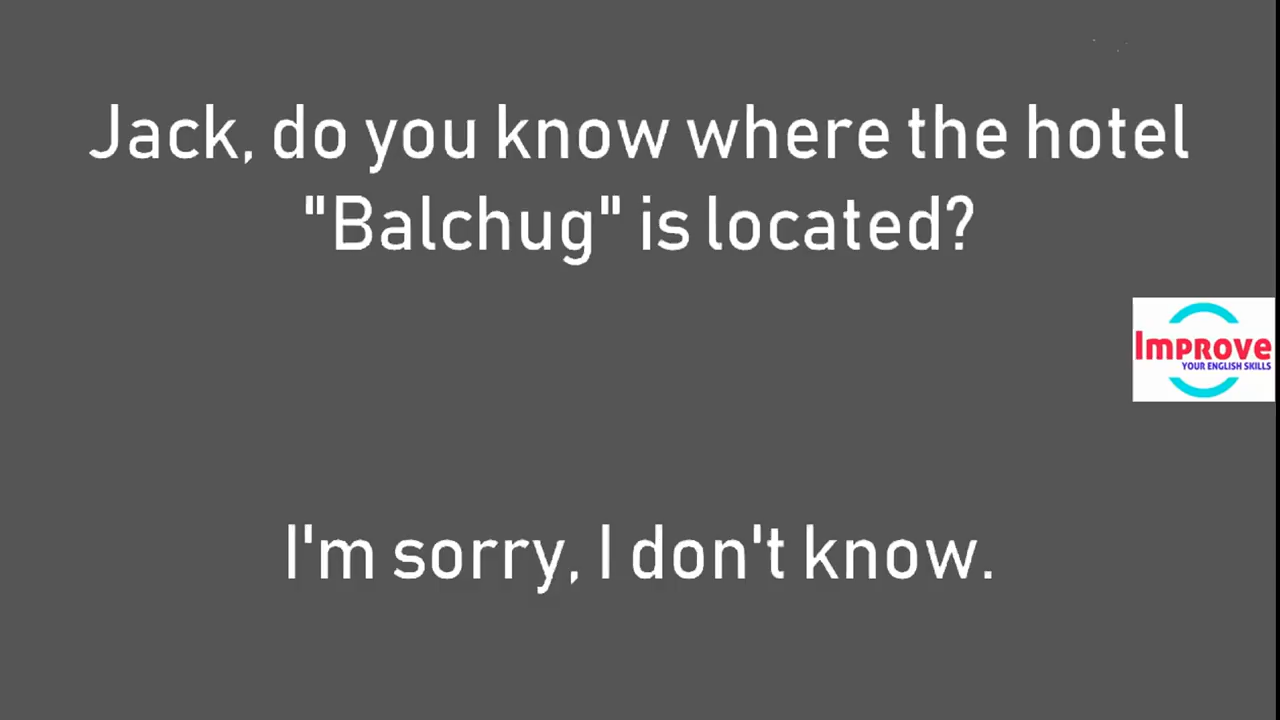 Jack, do you know where the hotel
"Balchug" is located?
Improve
YOUR ENGLISH SKILLS
I'm sorry, I don't know.